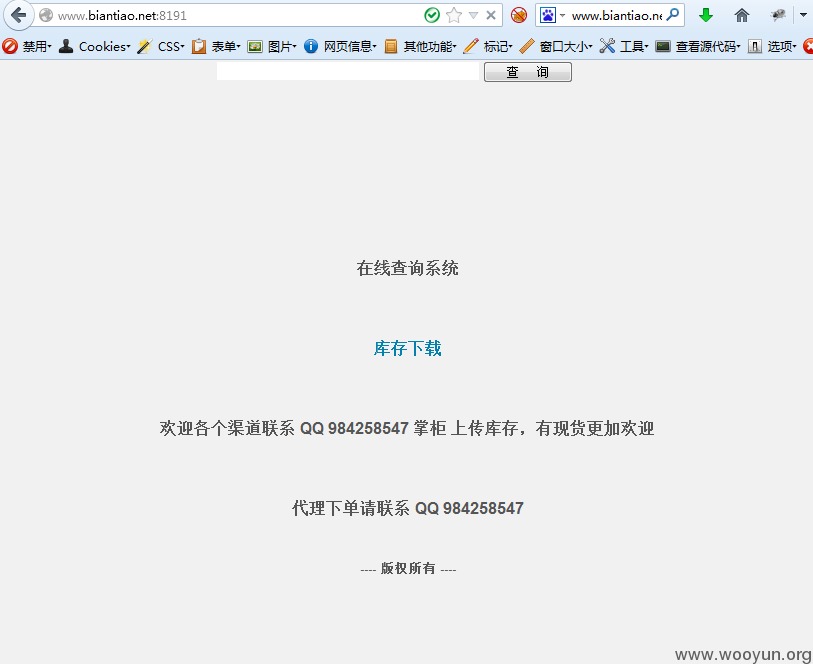 www.biantiao.net:8191
www.biantiao.ne
禁用 Cookies CSS 表单 图片 网页信息 其他功能 标记 窗口大小 工具 查看源代码 选项
查 询
在线查询系统
库存下载
欢迎各个渠道联系 QQ 984258547 掌柜 上传库存，有现货更加欢迎
代理下单请联系 QQ 984258547
---- 版权所有 ----
www.wooyun.org